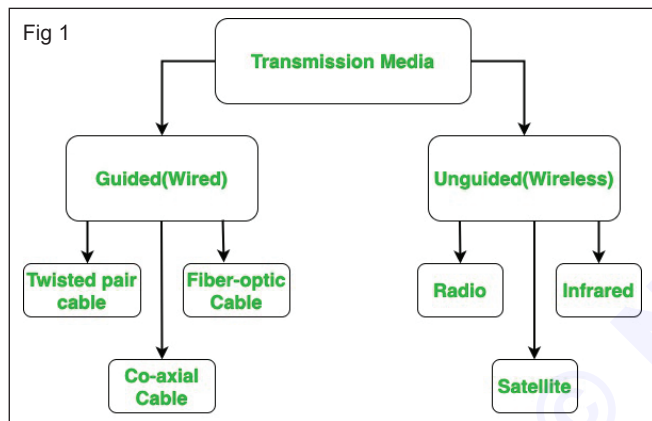 Fig 1
Transmission Media
Guided(Wired)
Unguided(Wireless)
Twisted pair
cable
Fiber-optic
Cable
Radio
Infrared
Co-axial
Cable
Satellite